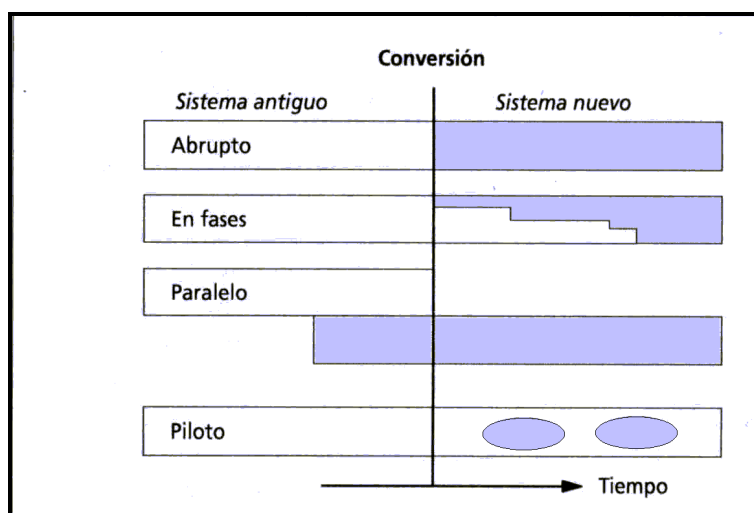 Conversión
Sistema antiguo
Sistema nuevo
Abrupto
En fases
Paralelo
Piloto
Tiempo